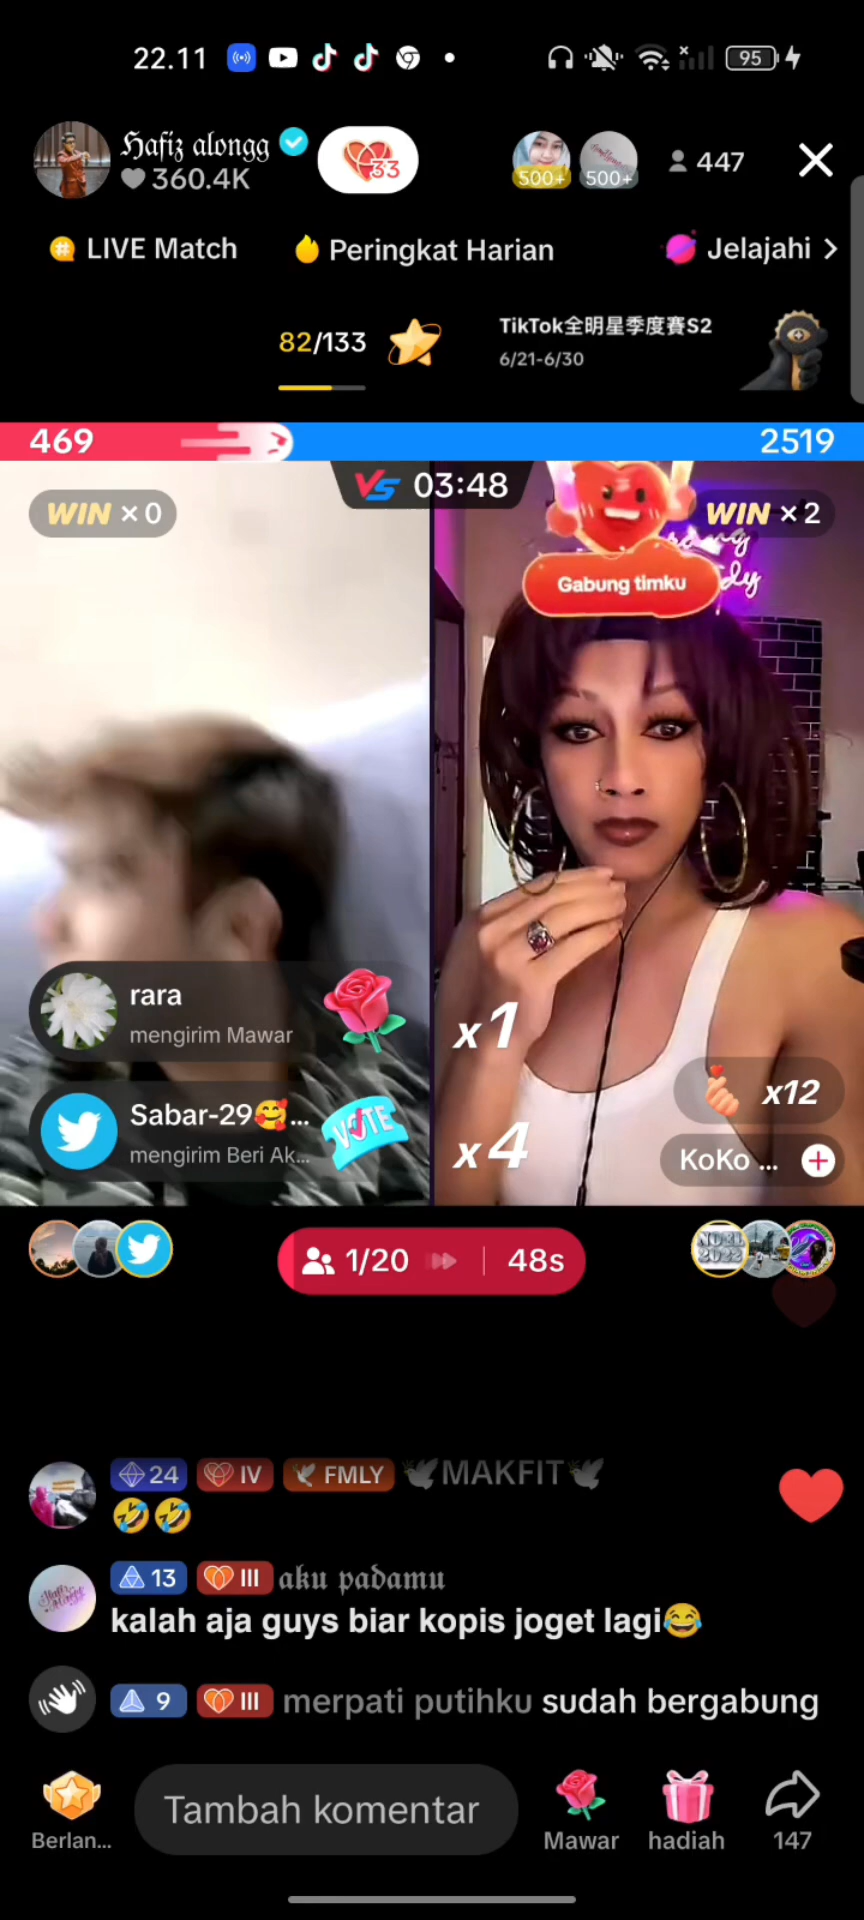 22.11
95
Hafiz alongg
360.4K
33
500+
500+
447
LIVE Match
Peringkat Harian
Jelajahi >
82/133
TikTok全明星季度賽S2
6/21-6/30
469
2519
VS 03:48
WIN × 0
WIN × 2
Gabung timku
rara
mengirim Mawar
x1
Sabar-29🥰...
mengirim Beri Ak...
VOTE
x4
x12
KoKo ...
1/20
48s
NOEL
2022
24 IV FMLY 🕊MAKFIT🕊
🤣🤣
13 III aku padamu
kalah aja guys biar kopis joget lagi😂
9 III merpati putihku sudah bergabung
Berlan...
Tambah komentar
Mawar
hadiah
147